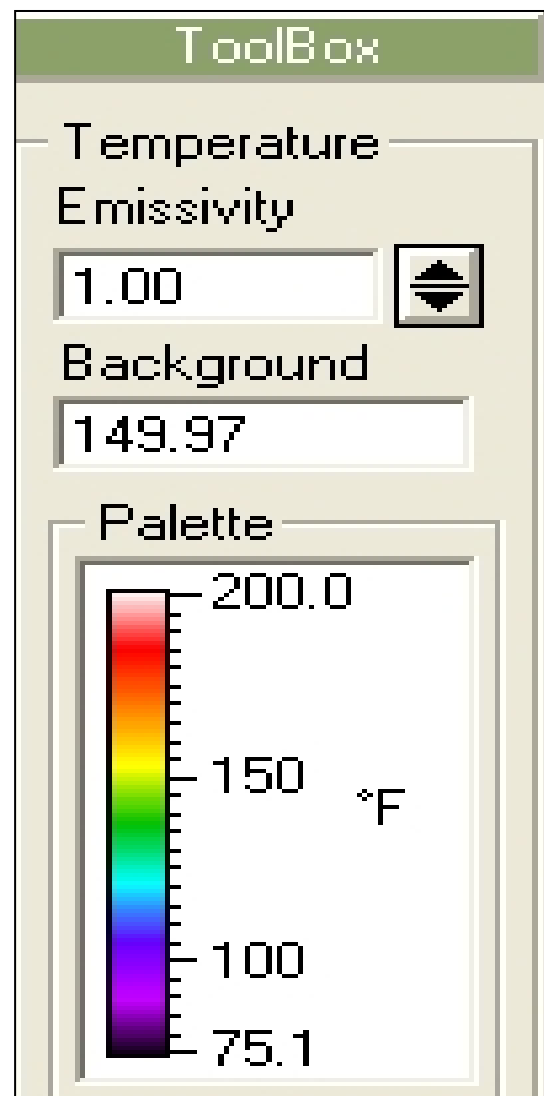 ToolBox
Temperature
Emissivity
1.00
Background
149.97
Palette
200.0
150
°F
100
75.1